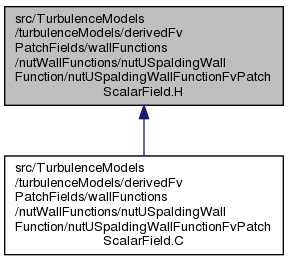 src/TurbulenceModels
/turbulenceModels/derivedFv
PatchFields/wallFunctions
/nutWallFunctions/nutUSpaldingWall
Function/nutUSpaldingWallFunctionFvPatch
ScalarField.H
src/TurbulenceModels
/turbulenceModels/derivedFv
PatchFields/wallFunctions
/nutWallFunctions/nutUSpaldingWall
Function/nutUSpaldingWallFunctionFvPatch
ScalarField.C